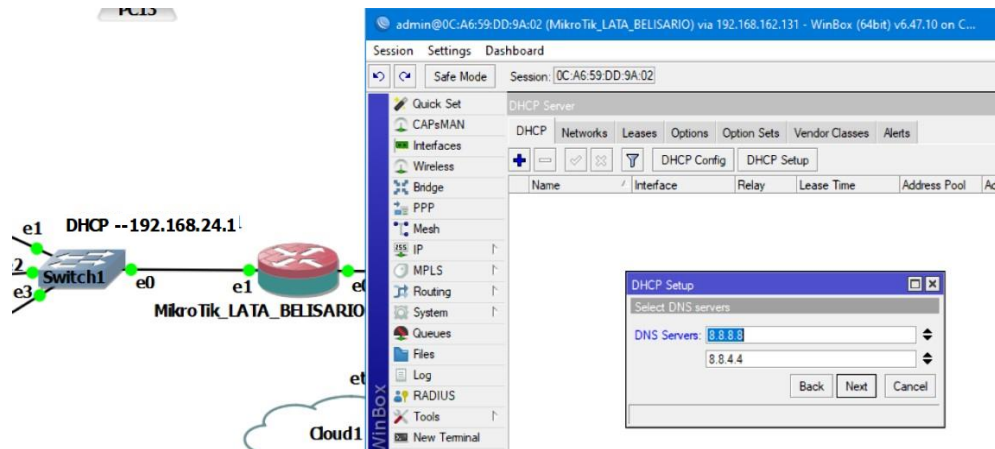 PC13
DHCP --192.168.24.1
e1
2
e3
Switch1
e0
e1
e0
MikroTik_LATA_BELISARIO
et
Cloud1
admin@0C:A6:59:DD:9A:02 (MikroTik_LATA_BELISARIO) via 192.168.162.131 - WinBox (64bit) v6.47.10 on C...
Session Settings Dashboard
Safe Mode Session: 0C:A6:59:DD:9A:02
Quick Set
CAPsMAN
Interfaces
Wireless
Bridge
PPP
Mesh
IP
MPLS
Routing
System
Queues
Files
Log
RADIUS
Tools
New Terminal
WinBox
DHCP Server
DHCP Networks Leases Options Option Sets Vendor Classes Alerts
DHCP Config DHCP Setup
Name Interface Relay Lease Time Address Pool Ad
DHCP Setup
Select DNS servers
DNS Servers: 8.8.8.8
8.8.4.4
Back Next Cancel